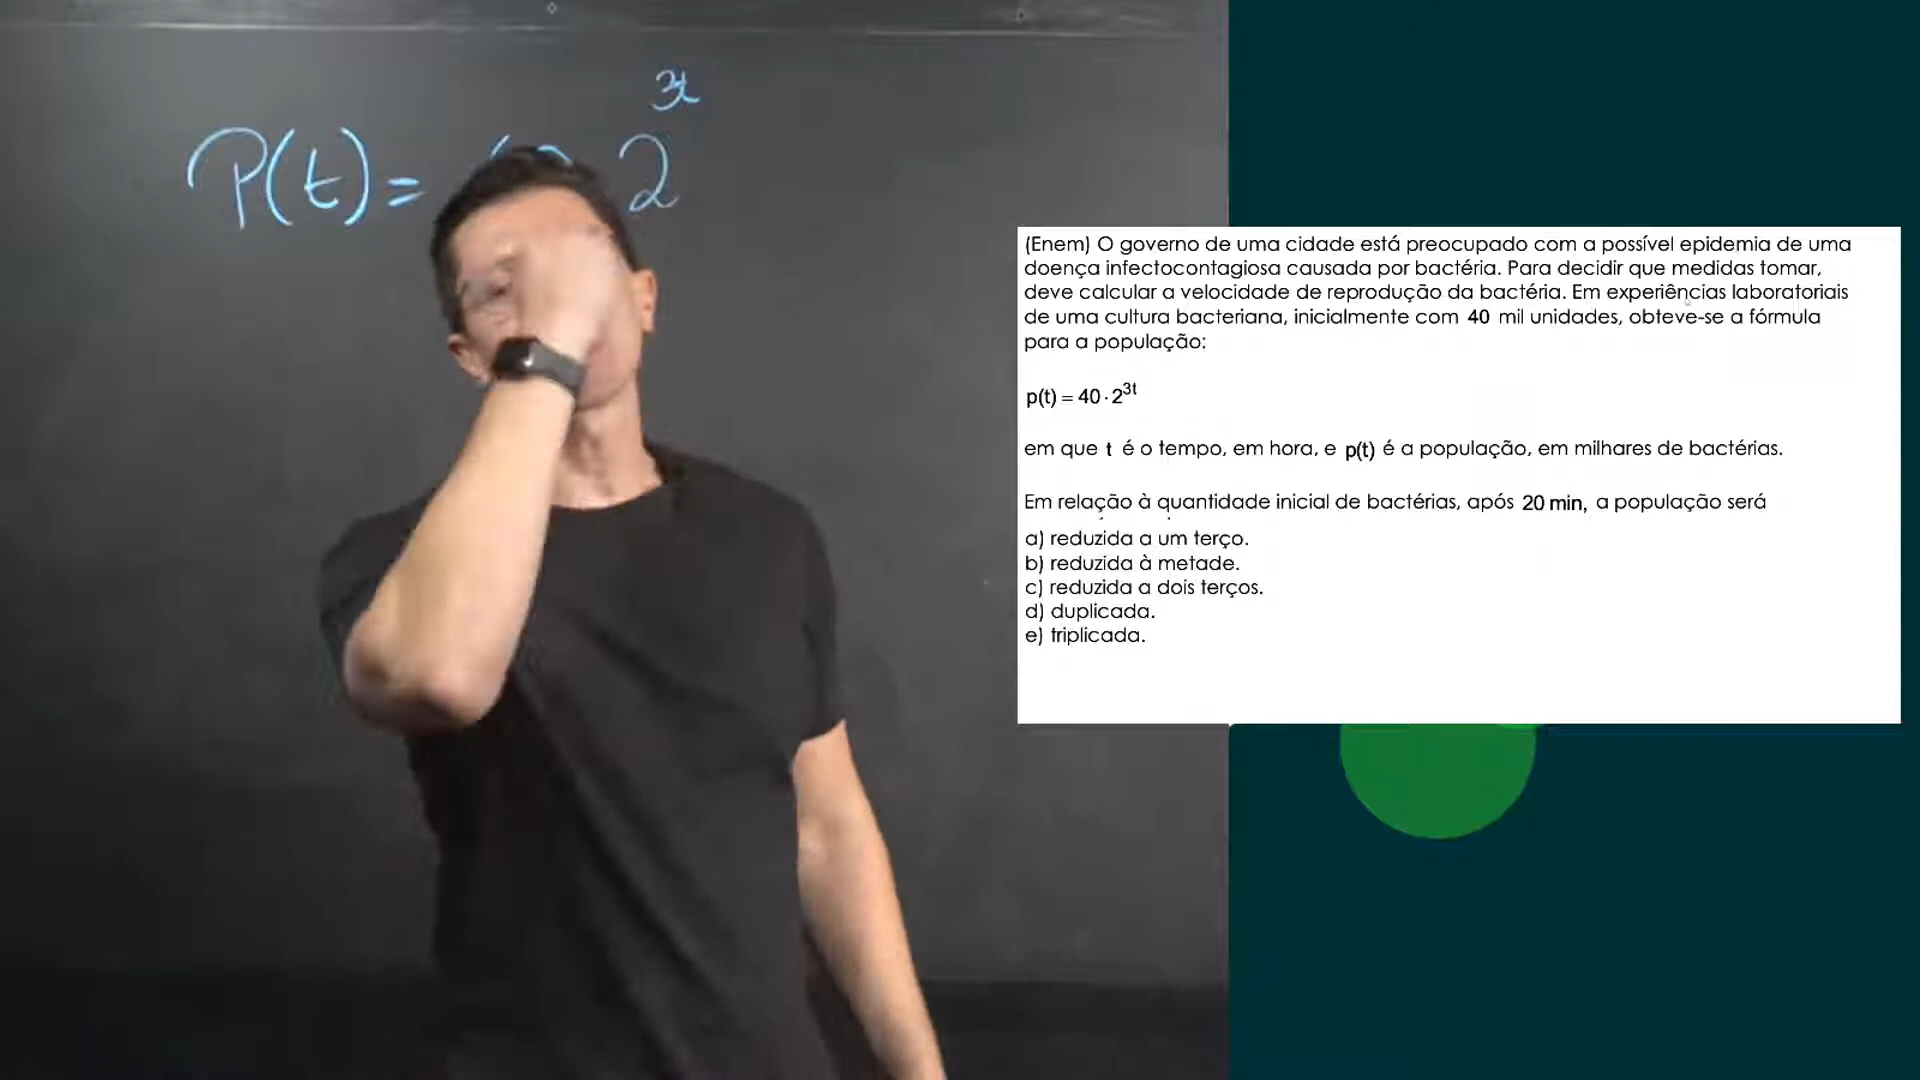 P(t)= 2^3t
(Enem) O governo de uma cidade está preocupado com a possível epidemia de uma
doença infectocontagiosa causada por bactéria. Para decidir que medidas tomar,
deve calcular a velocidade de reprodução da bactéria. Em experiências laboratoriais
de uma cultura bacteriana, inicialmente com 40 mil unidades, obteve-se a fórmula
para a população:
p(t) = 40 · 2^3t
em que t é o tempo, em hora, e p(t) é a população, em milhares de bactérias.
Em relação à quantidade inicial de bactérias, após 20 min, a população será
a) reduzida a um terço.
b) reduzida à metade.
c) reduzida a dois terços.
d) duplicada.
e) triplicada.